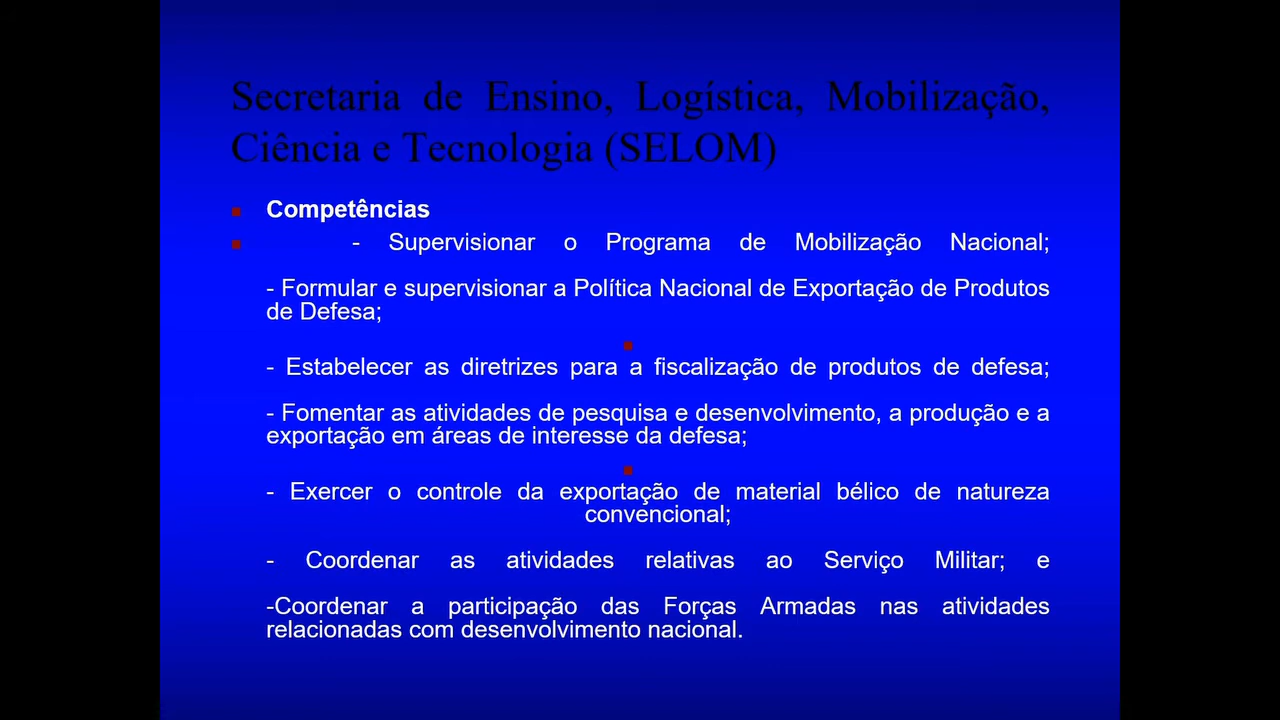 Secretaria de Ensino, Logística, Mobilização,
Ciência e Tecnologia (SELOM)
Competências
- Supervisionar o Programa de Mobilização Nacional;
- Formular e supervisionar a Política Nacional de Exportação de Produtos
de Defesa;
- Estabelecer as diretrizes para a fiscalização de produtos de defesa;
- Fomentar as atividades de pesquisa e desenvolvimento, a produção e a
exportação em áreas de interesse da defesa;
- Exercer o controle da exportação de material bélico de natureza
convencional;
- Coordenar as atividades relativas ao Serviço Militar; e
-Coordenar a participação das Forças Armadas nas atividades
relacionadas com desenvolvimento nacional.